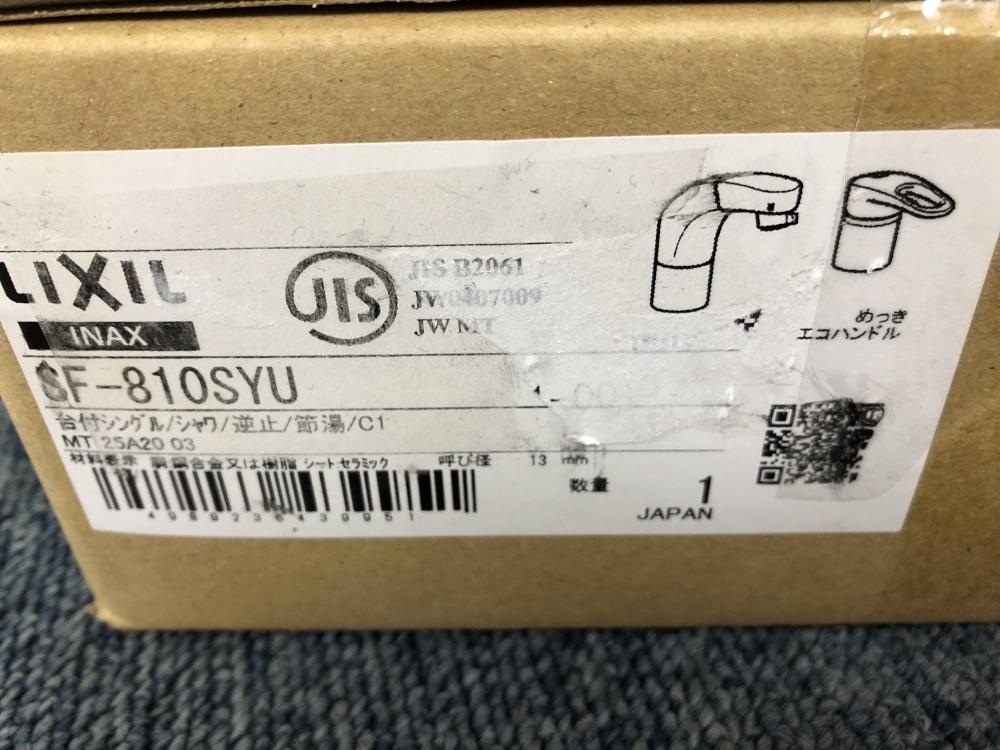 LIXIL
INAX
JIS
JIS B2061
JW0407009
JW MT
めっき
エコハンドル
SF-810SYU
台付シングル/シャワ/逆止/節湯/C1
MT 25A20 03
材料表示 銅合金又は樹脂 シート:セラミック 呼び径 13 mm
数量 1
JAPAN